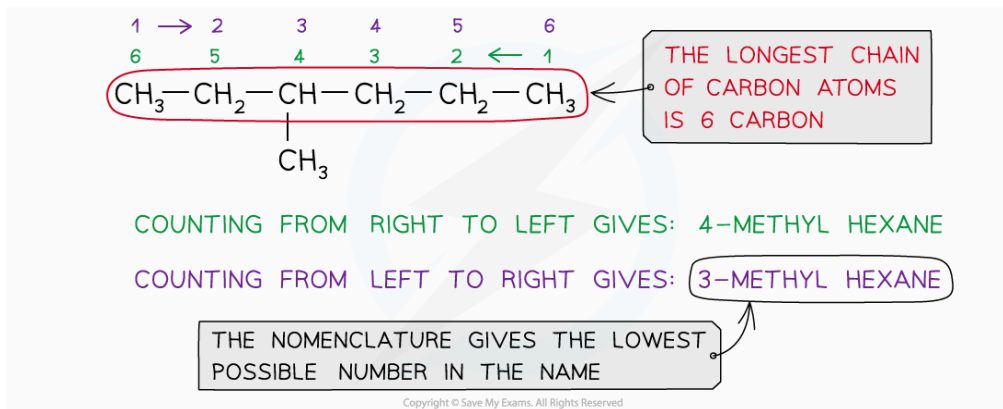 1 → 2 3 4 5 6
6 5 4 3 2 ← 1
CH₃—CH₂—CH—CH₂—CH₂—CH₃
CH₃
THE LONGEST CHAIN
OF CARBON ATOMS
IS 6 CARBON
COUNTING FROM RIGHT TO LEFT GIVES: 4-METHYL HEXANE
COUNTING FROM LEFT TO RIGHT GIVES: 3-METHYL HEXANE
THE NOMENCLATURE GIVES THE LOWEST
POSSIBLE NUMBER IN THE NAME
Copyright © Save My Exams. All Rights Reserved